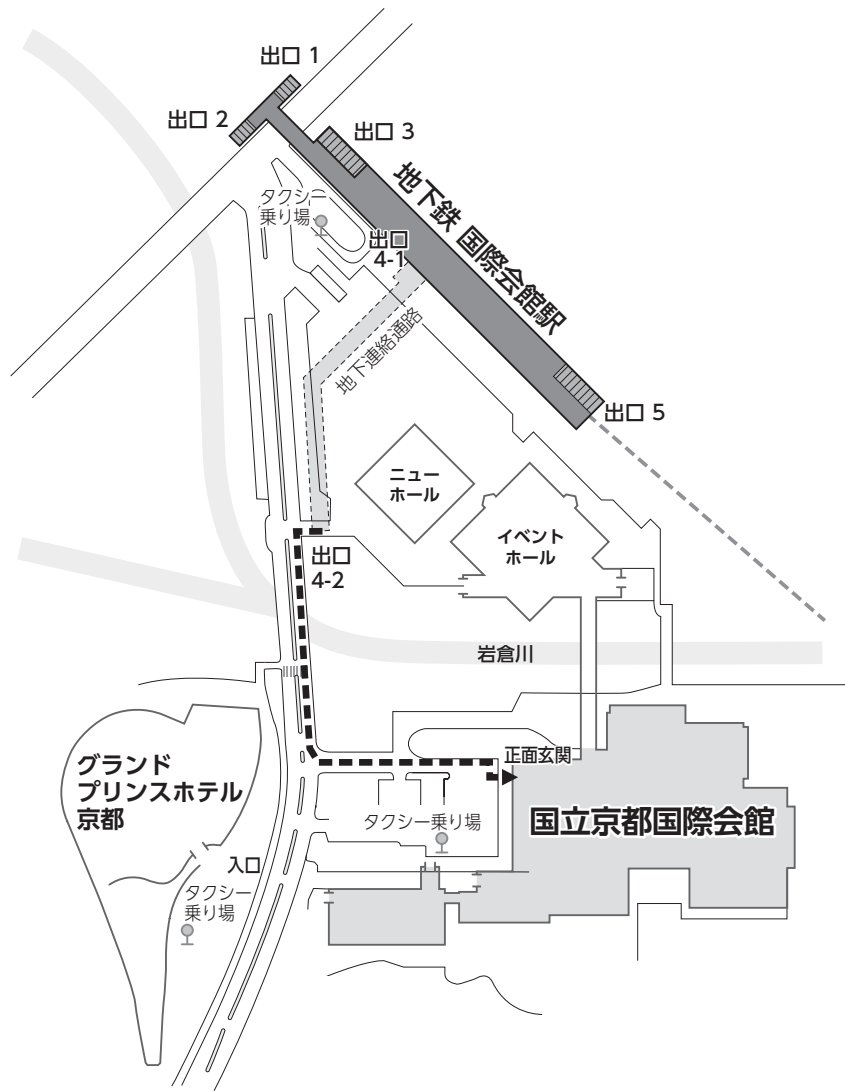 出口 1
出口 2
出口 3
地下鉄 国際会館駅
タクシー
乗り場
出口
4-1
地下連絡通路
出口 5
ニュー
ホール
イベント
ホール
出口
4-2
岩倉川
正面玄関
グランド
プリンスホテル
京都
国立京都国際会館
タクシー乗り場
入口
タクシー
乗り場